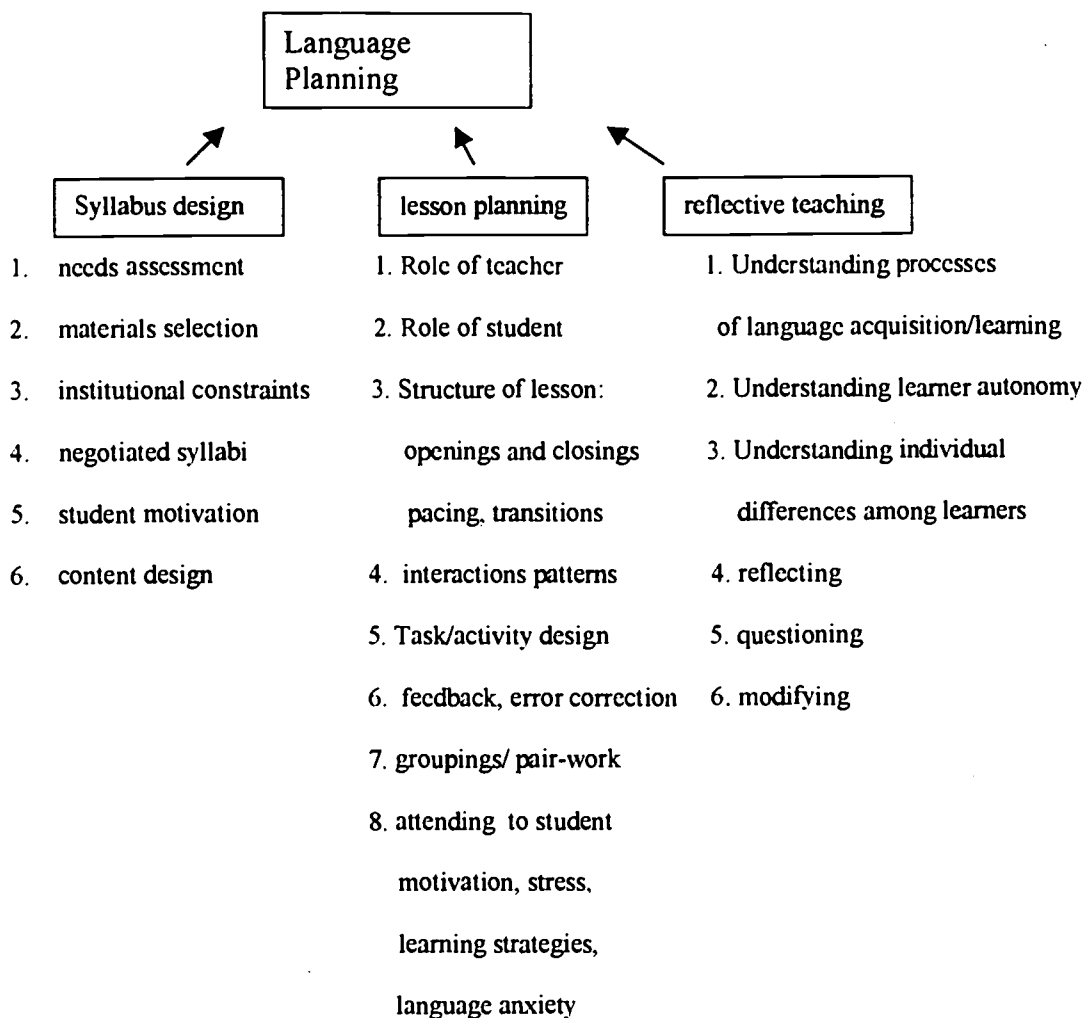 Language
Planning
Syllabus design
1. needs assessment
2. materials selection
3. institutional constraints
4. negotiated syllabi
5. student motivation
6. content design
lesson planning
1. Role of teacher
2. Role of student
3. Structure of lesson:
openings and closings
pacing, transitions
4. interactions patterns
5. Task/activity design
6. feedback, error correction
7. groupings/ pair-work
8. attending to student
motivation, stress,
learning strategies,
language anxiety
reflective teaching
1. Understanding processes
of language acquisition/learning
2. Understanding learner autonomy
3. Understanding individual
differences among learners
4. reflecting
5. questioning
6. modifying